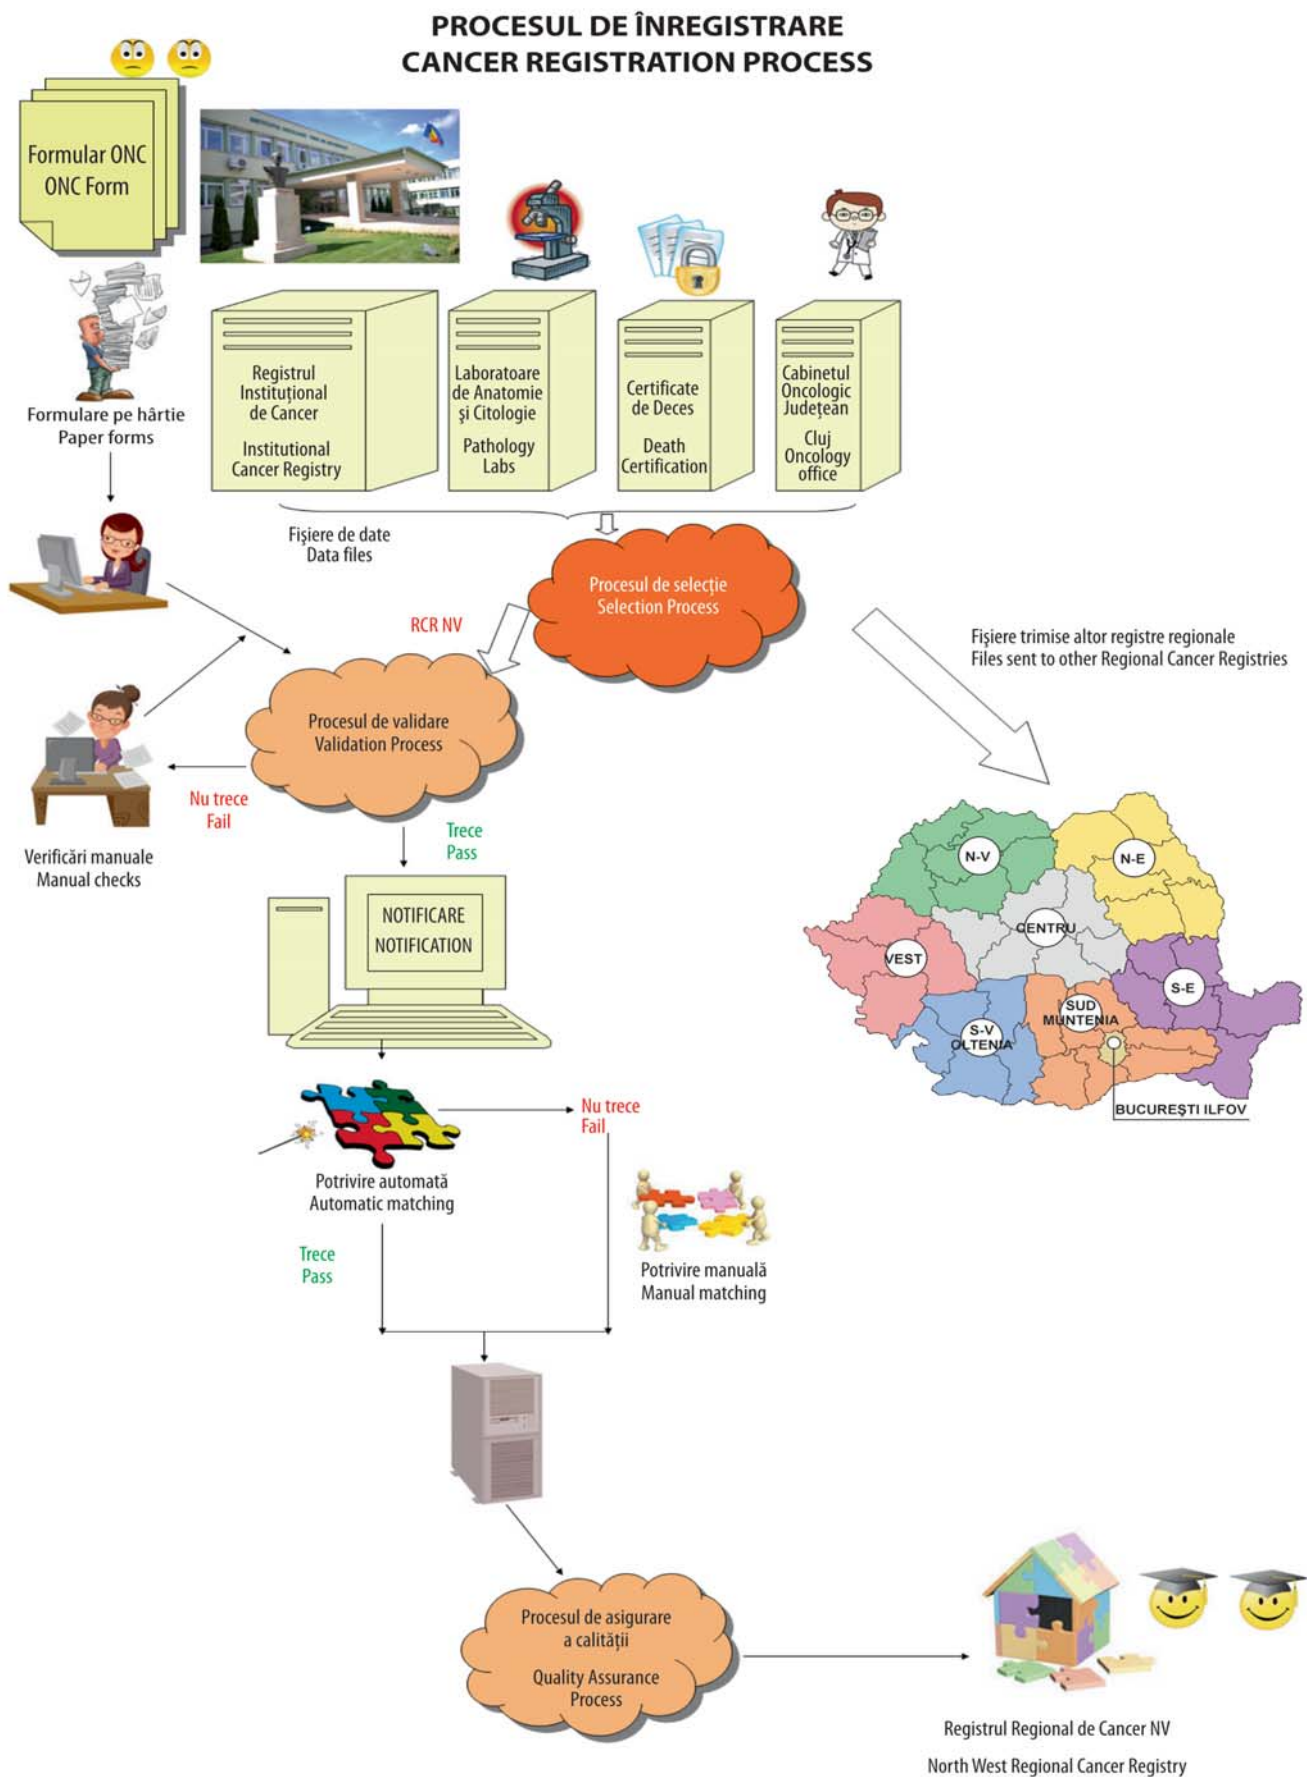 PROCESUL DE ÎNREGISTRARE
CANCER REGISTRATION PROCESS
Formular ONC
ONC Form
Formulare pe hârtie
Paper forms
Registrul
Instituțional
de Cancer
Institutional
Cancer Registry
Laboratoare
de Anatomie
și Citologie
Pathology
Labs
Certificate
de Deces
Death
Certification
Cabinetul
Oncologic
Județean
Cluj
Oncology
office
Fișiere de date
Data files
Procesul de selecție
Selection Process
RCR NV
Fișiere trimise altor registre regionale
Files sent to other Regional Cancer Registries
Procesul de validare
Validation Process
Nu trece
Fail
Verificări manuale
Manual checks
Trece
Pass
NOTIFICARE
NOTIFICATION
N-V
N-E
CENTRU
VEST
S-E
SUD
MUNTENIA
S-V
OLTENIA
BUCUREŞTI ILFOV
Nu trece
Fail
Potrivire automată
Automatic matching
Trece
Pass
Potrivire manuală
Manual matching
Procesul de asigurare
a calității
Quality Assurance
Process
Registrul Regional de Cancer NV
North West Regional Cancer Registry